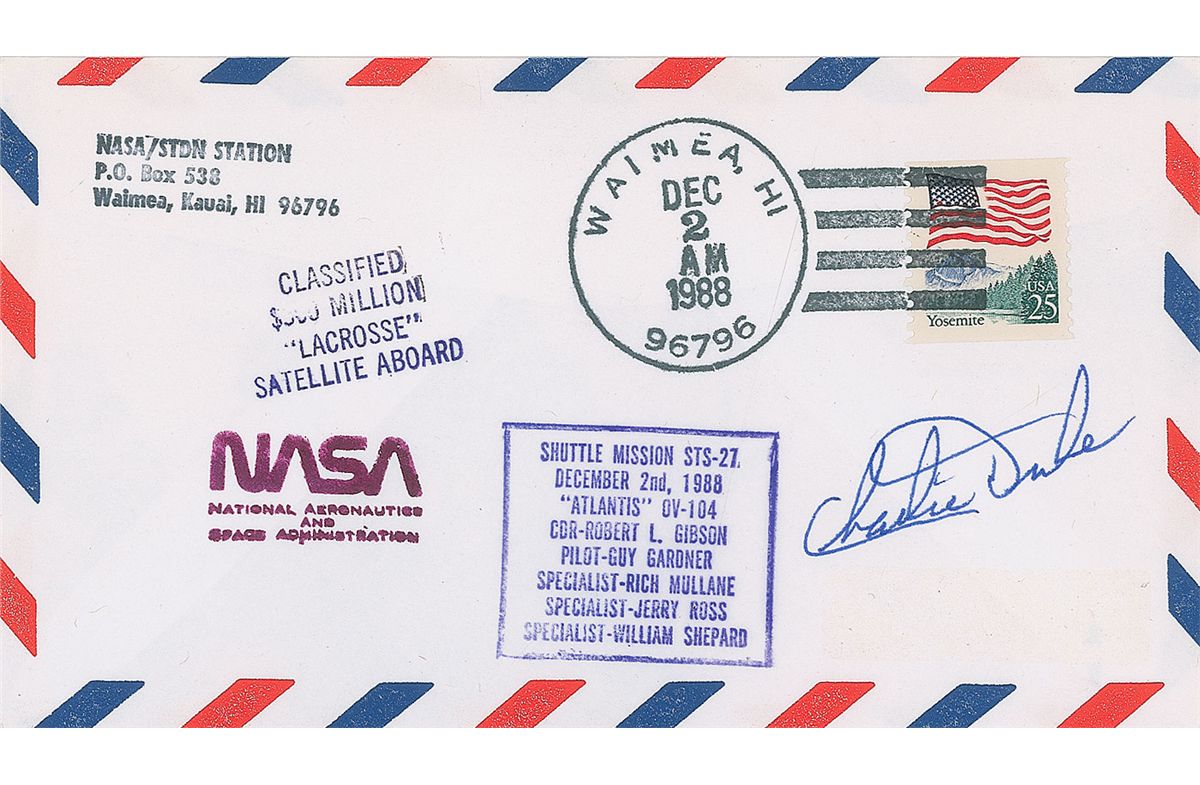 NASA/STDN STATION
P.O. Box 538
Waimea, Kauai, HI 96796
CLASSIFIED
MILLION
"LACROSSE"
SATELLITE ABOARD
WAIMEA, HI
DEC
2
AM
1988
96796
USA
25
Yosemite
NASA
NATIONAL AERONAUTICS
AND
SPACE ADMINISTRATION
SHUTTLE MISSION STS-27,
DECEMBER 2nd, 1988
"ATLANTIS" OV-104
CDR-ROBERT L. GIBSON
PILOT-GUY GARDNER
SPECIALIST-RICH MULLANE
SPECIALIST-JERRY ROSS
SPECIALIST-WILLIAM SHEPARD
Charlie Duke